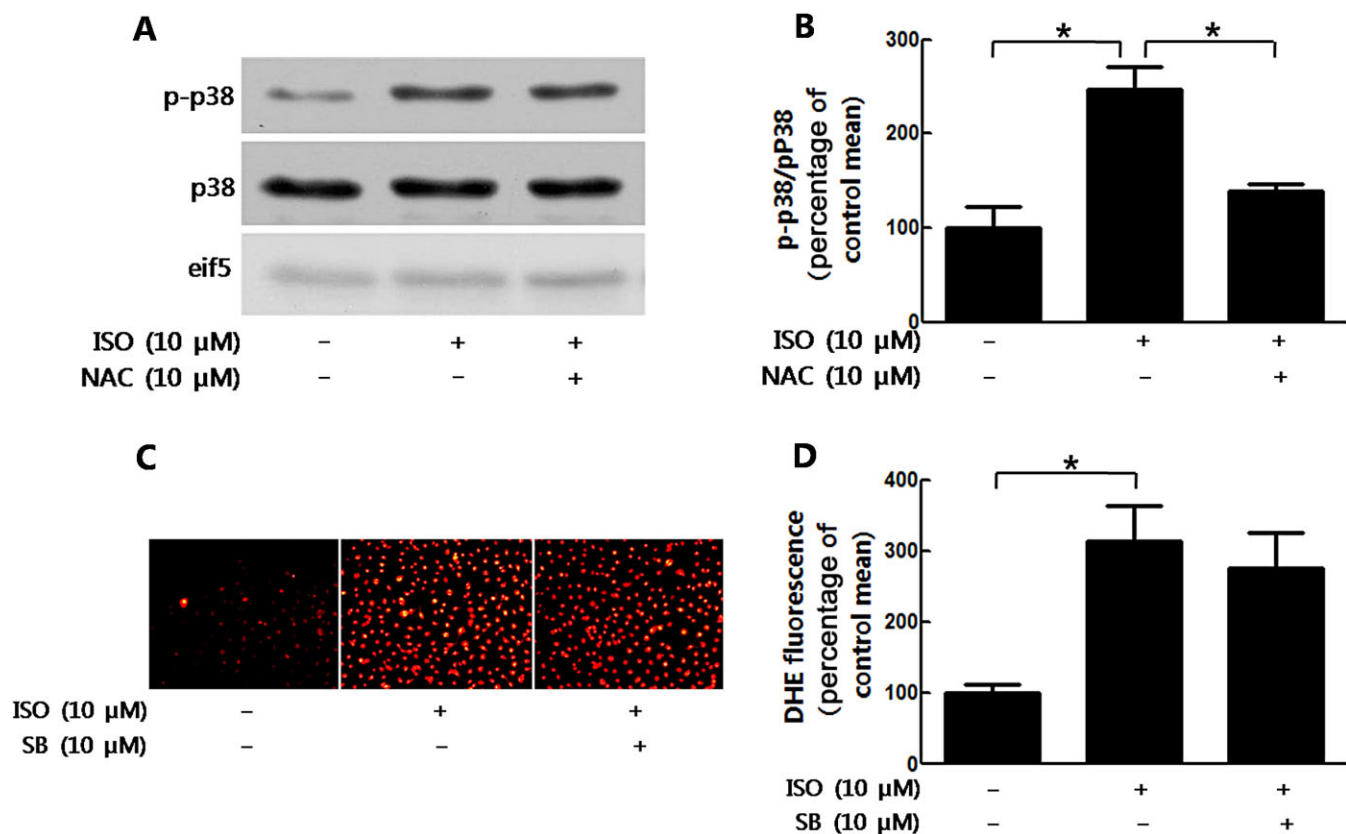 A
p-p38
p38
eif5
ISO (10 μM) – + +
NAC (10 μM) – – +
B
p-p38/pP38
(percentage of
control mean)
300
200
100
0
* *
ISO (10 μM) – + +
NAC (10 μM) – – +
C
ISO (10 μM) – + +
SB (10 μM) – – +
D
DHE fluorescence
(percentage of
control mean)
400
300
200
100
0
*
ISO (10 μM) – + +
SB (10 μM) – – +